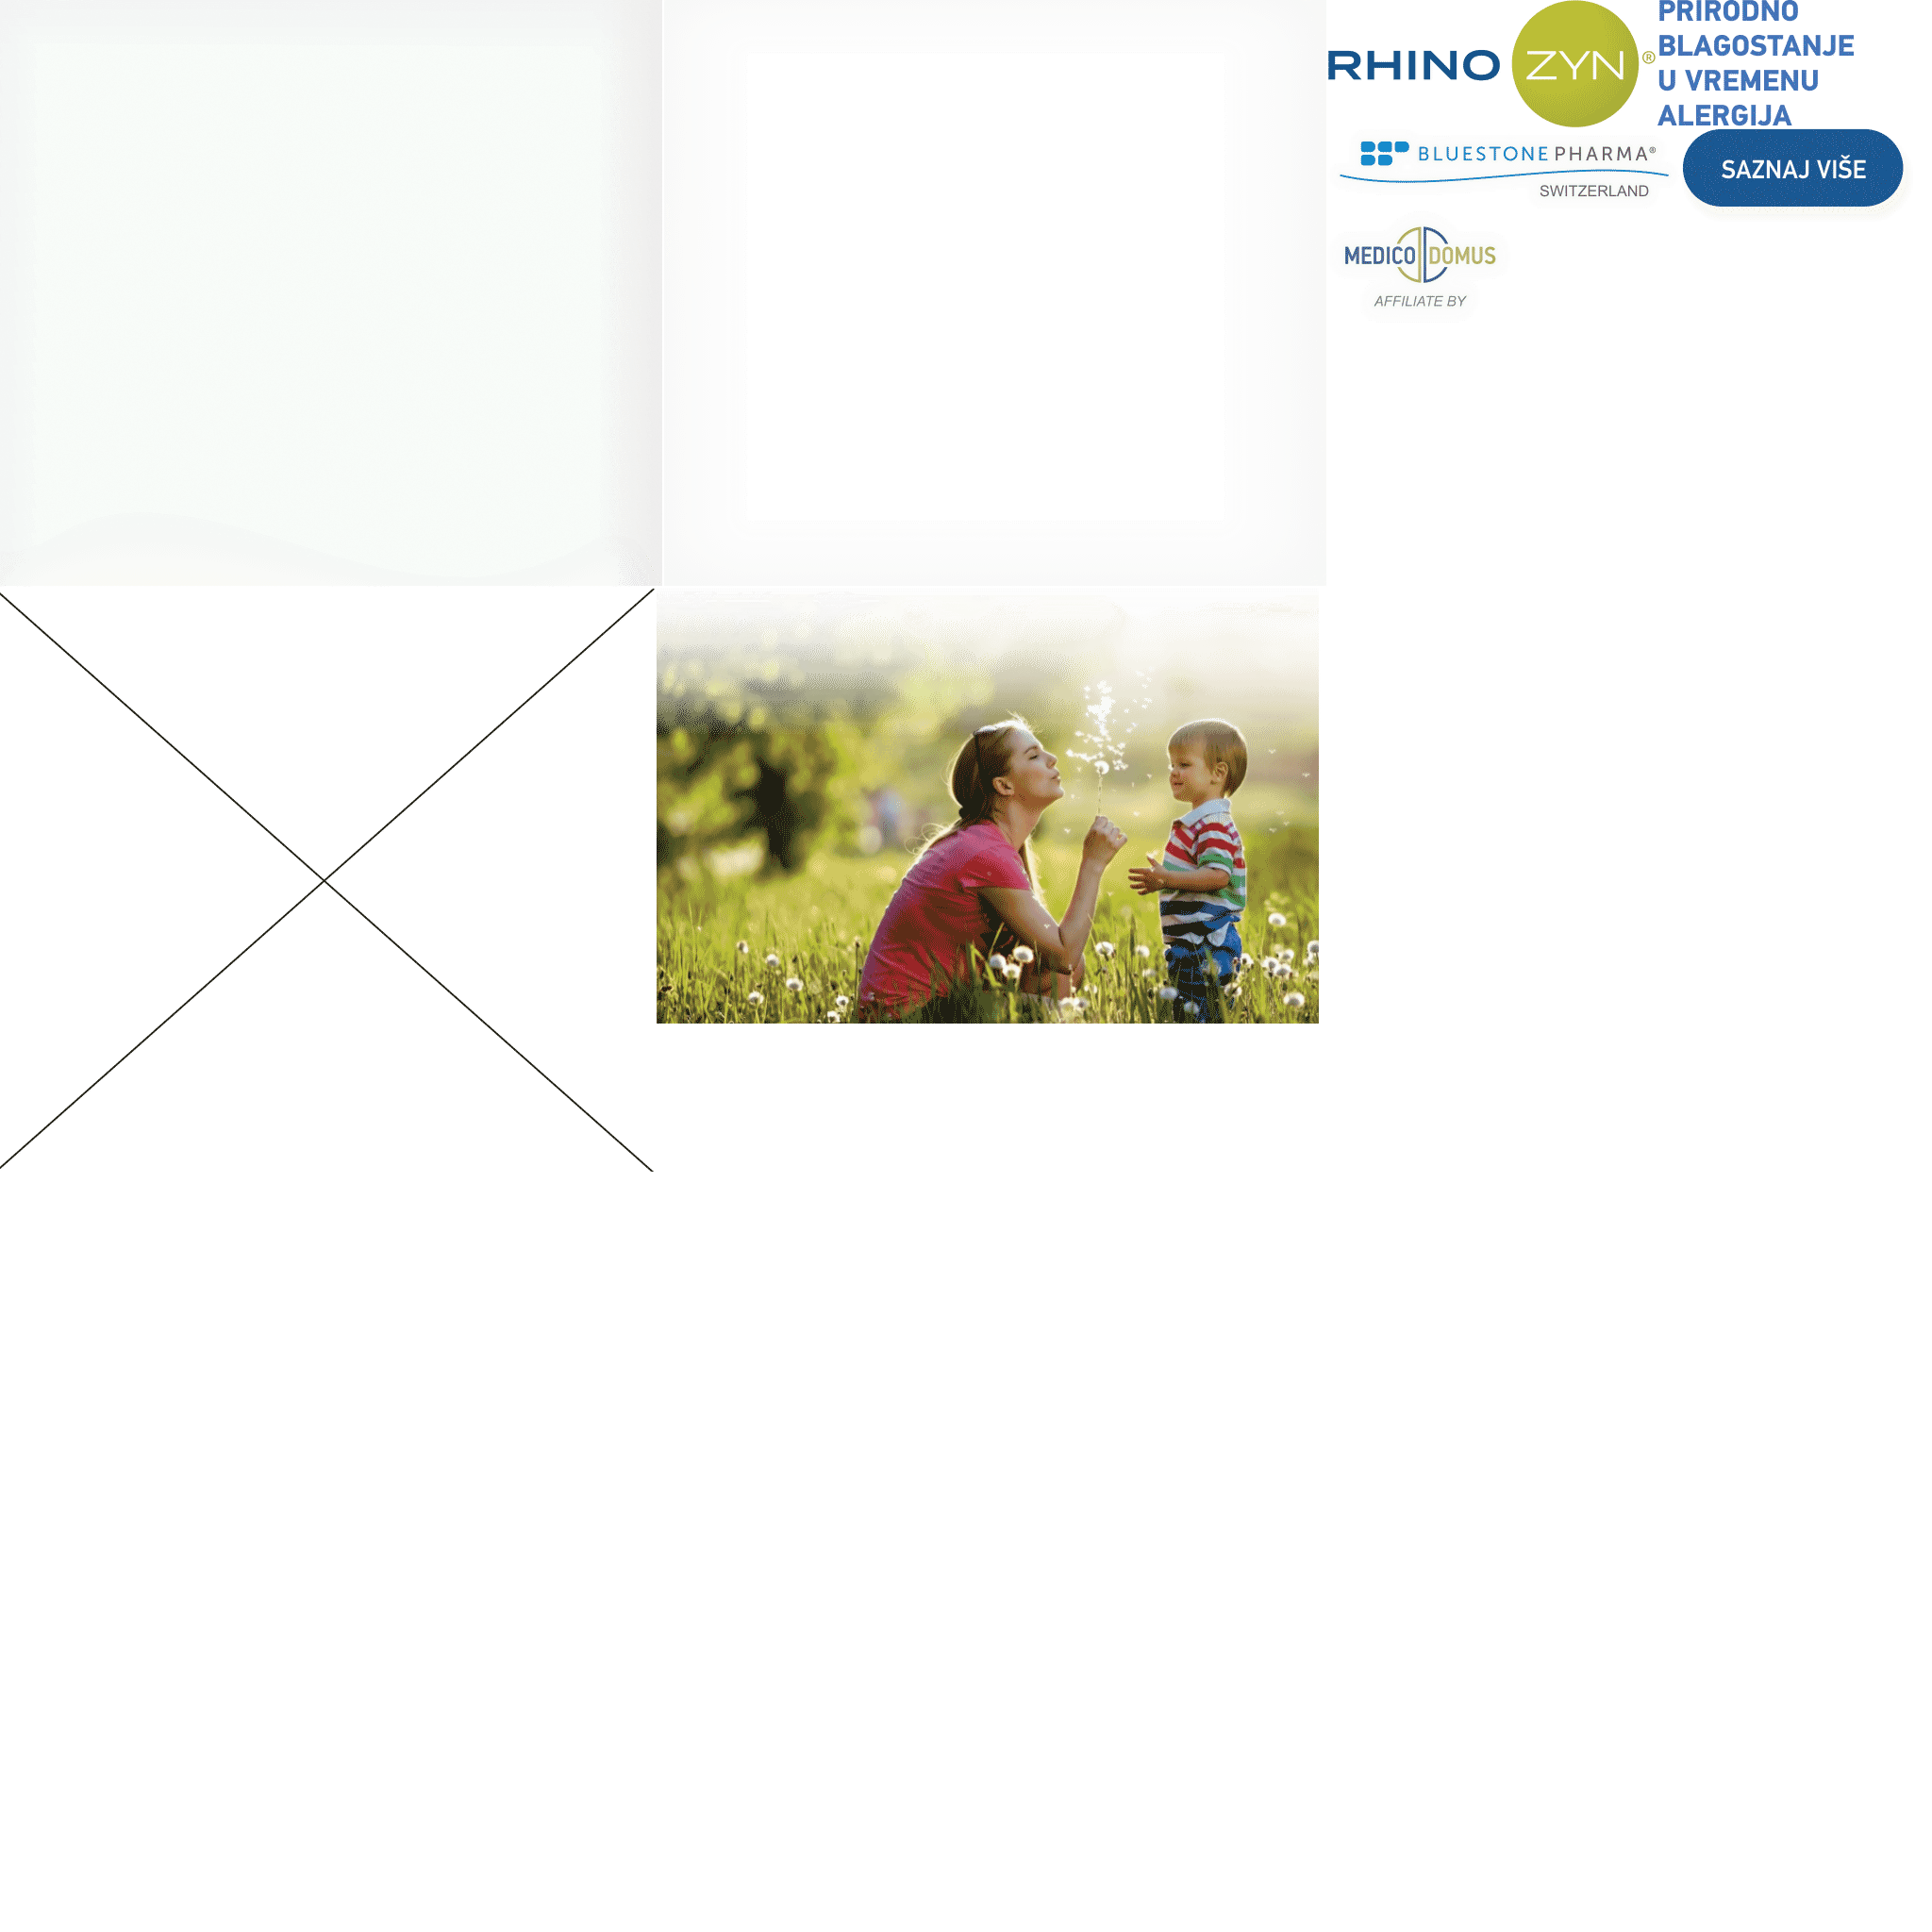 RHINO ZYN®
PRIRODNO
BLAGOSTANJE
U VREMENU
ALERGIJA
BLUESTONE PHARMA®
SWITZERLAND
SAZNAJ VIŠE
MEDICO DOMUS
AFFILIATE BY